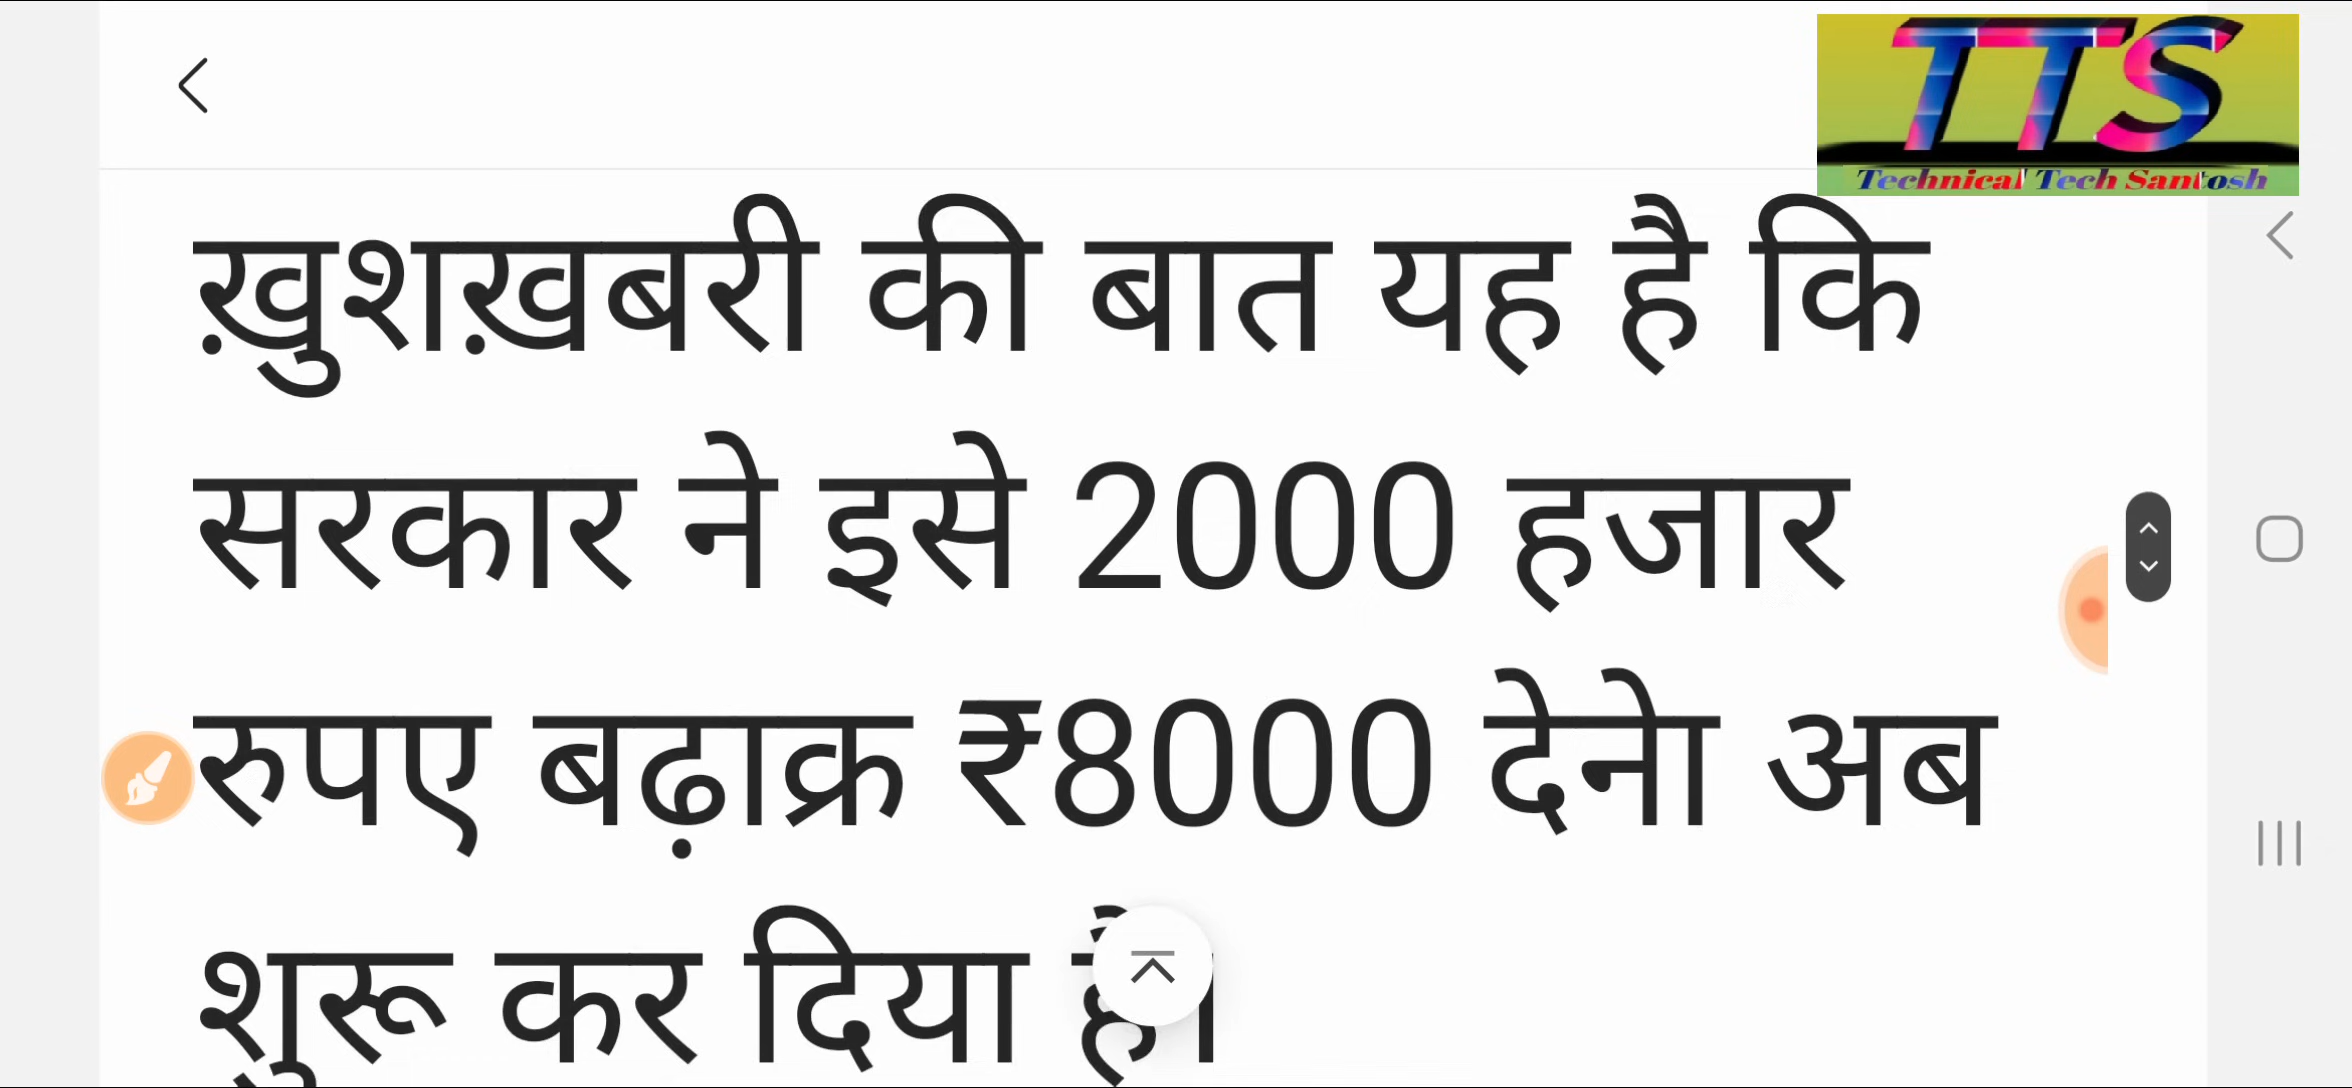 TTS
Technical Tech Santosh
ख़ुशख़बरी की बात यह है कि
सरकार ने इसे 2000 हजार
रुपए बढ़ाक्र ₹8000 देनेा अब
शुरू कर दिया है।